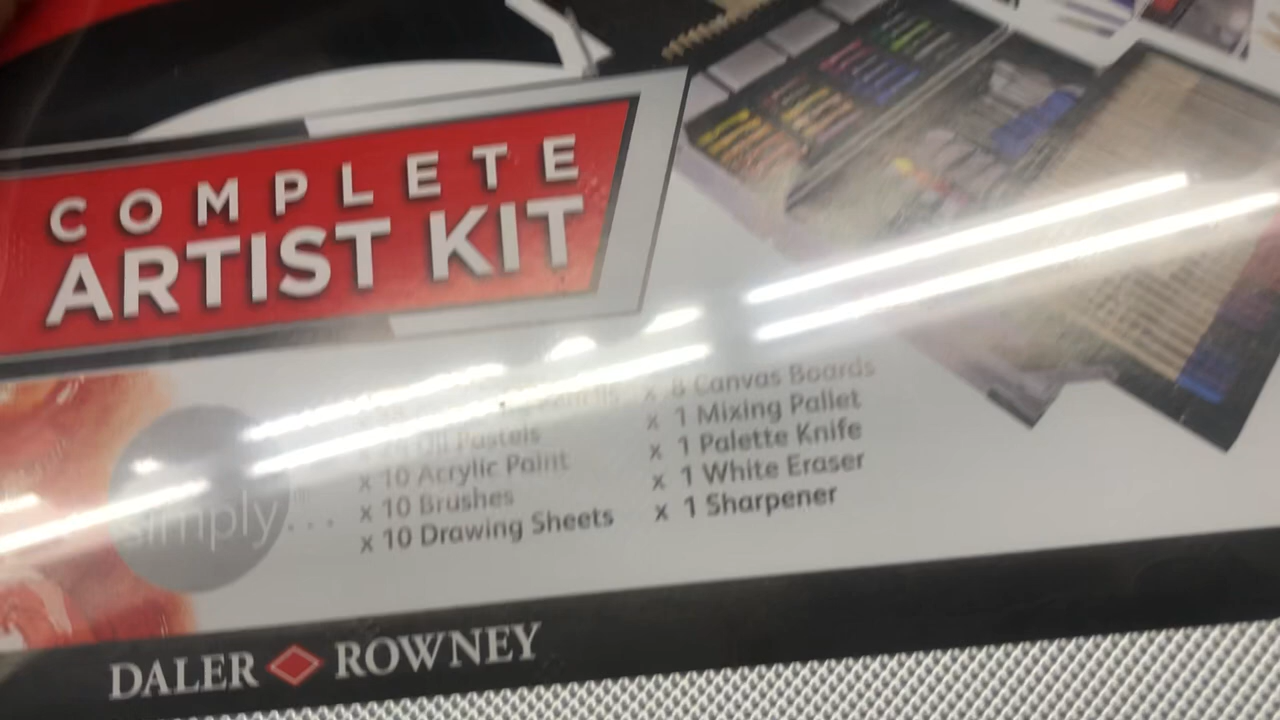 COMPLETE
ARTIST KIT
Oil Pastels
x 10 Acrylic Paint
x 10 Brushes
x 10 Drawing Sheets
x 8 Canvas Boards
x 1 Mixing Pallet
x 1 Palette Knife
x 1 White Eraser
x 1 Sharpener
simply...
DALER ROWNEY